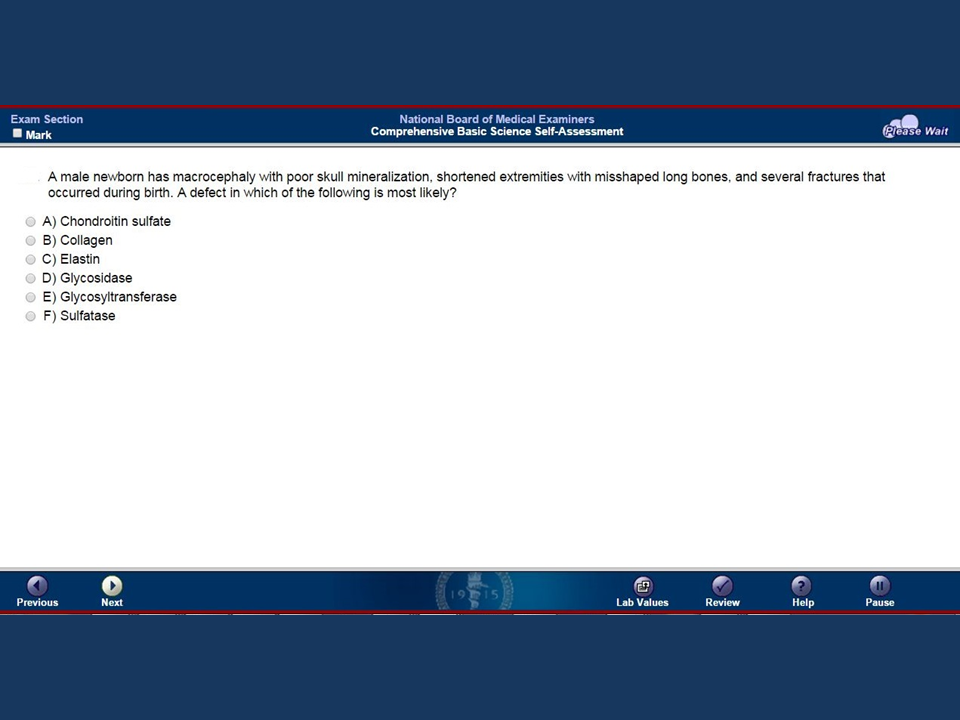 Exam Section
Mark
National Board of Medical Examiners
Comprehensive Basic Science Self-Assessment
Please Wait
A male newborn has macrocephaly with poor skull mineralization, shortened extremities with misshaped long bones, and several fractures that
occurred during birth. A defect in which of the following is most likely?
A) Chondroitin sulfate
B) Collagen
C) Elastin
D) Glycosidase
E) Glycosyltransferase
F) Sulfatase
1915
Previous
Next
Lab Values
Review
Help
Pause